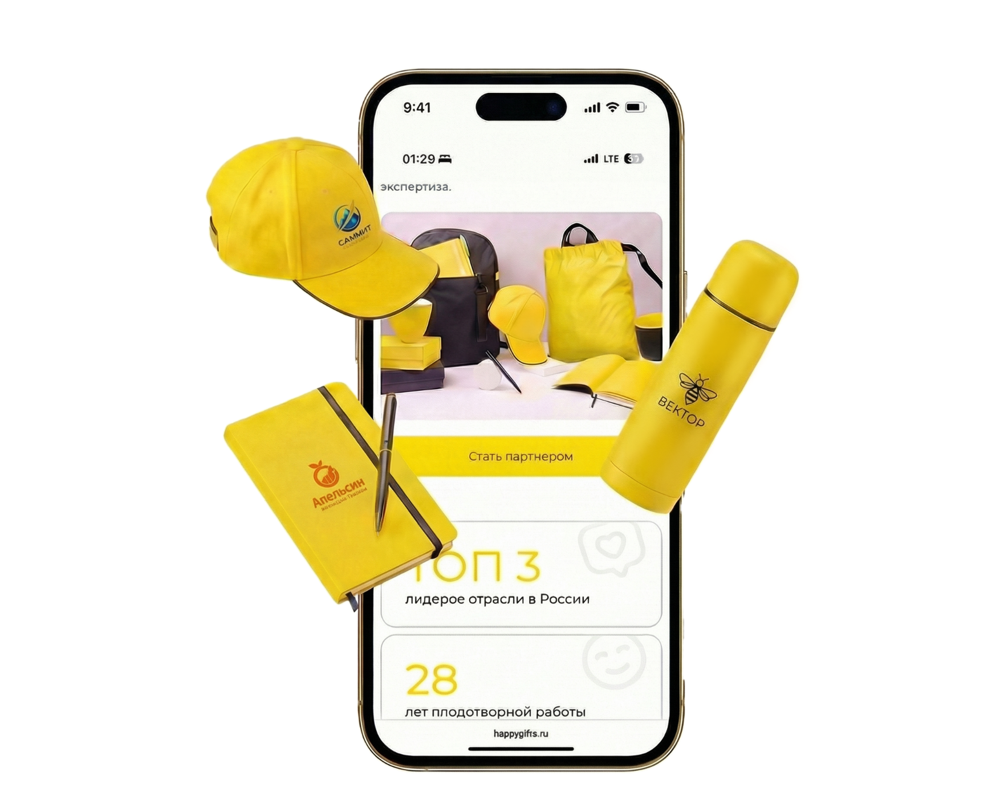 9:41
01:29
LTE
экспертиза.
САММИТ
ВЕКТОР
Стать партнером
Апельсин
ТОП 3
лидерое отрасли в России
28
лет плодотворной работы
happygifts.ru